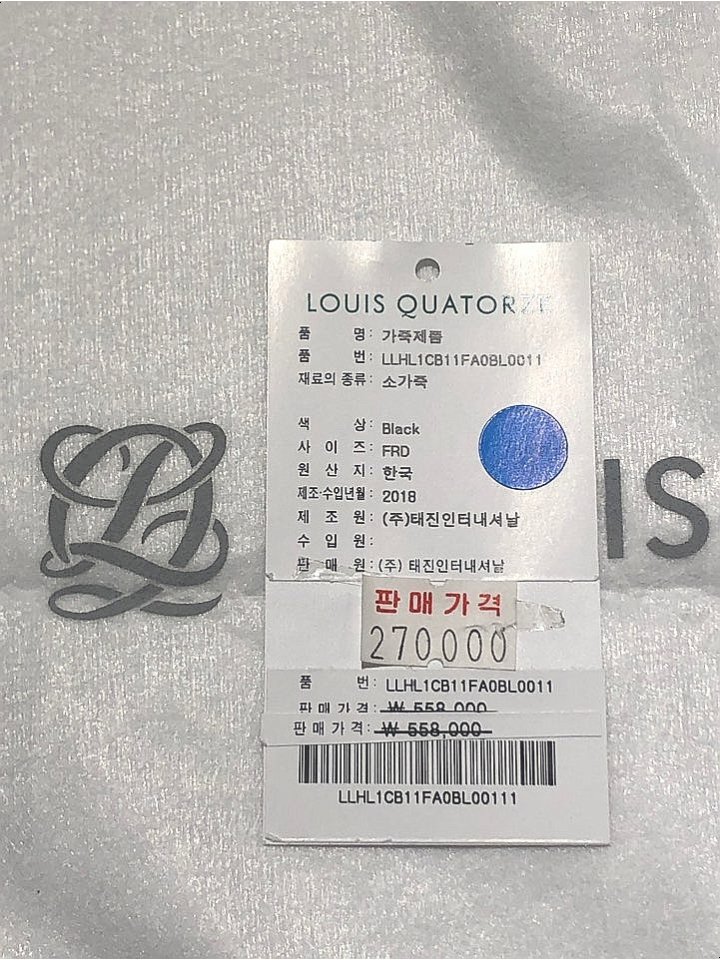 LOUIS QUATORZE
품 명: 가죽제품
품 번: LLHL1CB11FA0BL0011
재료의 종류: 소가죽
색 상: Black
사 이 즈: FRD
원 산 지: 한국
제조·수입년월: 2018
제 조 원: (주)태진인터내셔날
수 입 원:
판 매 원: (주) 태진인터내셔날
판매가격
270000
품 번: LLHL1CB11FA0BL0011
판 매 가 격: ₩ 558,000
판 매 가 격: ₩ 558,000
LLHL1CB11FA0BL00111
IS